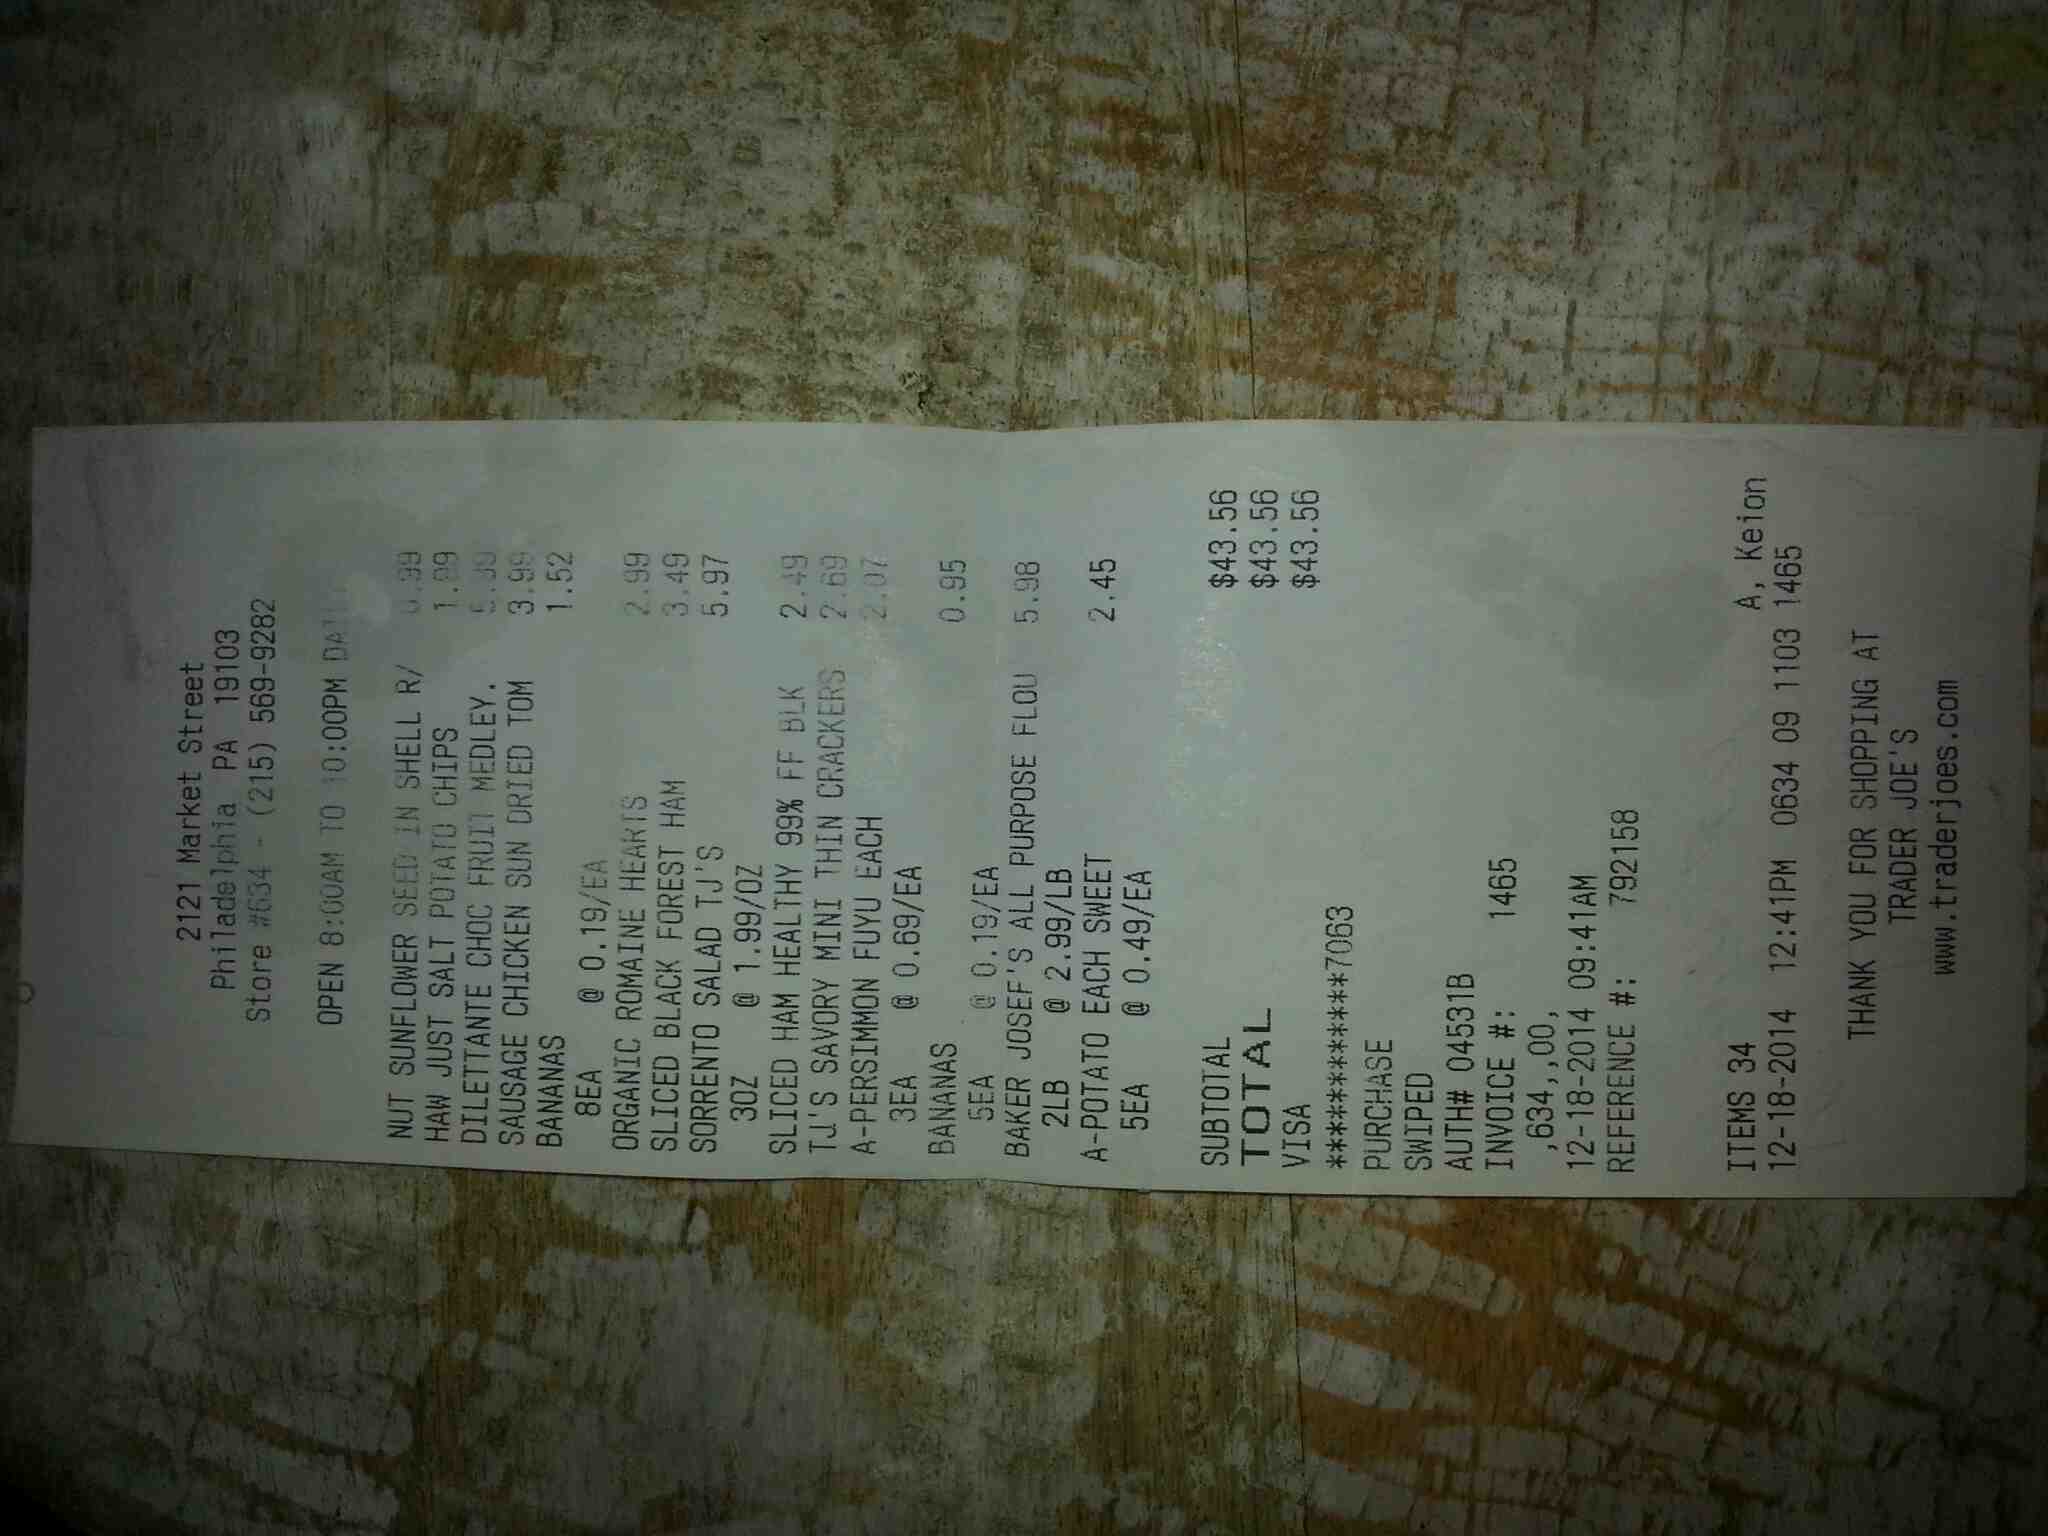 2121 Market Street
Philadelphia PA 19103
Store #634 - (215) 569-9282
OPEN 8:00AM TO 10:00PM DAILY
NUT SUNFLOWER SEED IN SHELL R/ 0.99
HAW JUST SALT POTATO CHIPS 1.99
DILETTANTE CHOC FRUIT MEDLEY. 5.99
SAUSAGE CHICKEN SUN DRIED TOM 3.99
BANANAS 1.52
8EA @ 0.19/EA
ORGANIC ROMAINE HEARTS 2.99
SLICED BLACK FOREST HAM 3.49
SORRENTO SALAD TJ'S 5.97
3OZ @ 1.99/OZ
SLICED HAM HEALTHY 99% FF BLK 2.49
TJ'S SAVORY MINI THIN CRACKERS 2.69
A-PERSIMMON FUYU EACH 2.07
3EA @ 0.69/EA
BANANAS 0.95
5EA @ 0.19/EA
BAKER JOSEF'S ALL PURPOSE FLOU 5.98
2LB @ 2.99/LB
A-POTATO EACH SWEET 2.45
5EA @ 0.49/EA
SUBTOTAL $43.56
TOTAL $43.56
VISA $43.56
************7063
PURCHASE
SWIPED
AUTH# 04531B
INVOICE #: 1465
,634,,00,
12-18-2014 09:41AM
REFERENCE #: 792158
ITEMS 34 A, Keion
12-18-2014 12:41PM 0634 09 1103 1465
THANK YOU FOR SHOPPING AT
TRADER JOE'S
www.traderjoes.com